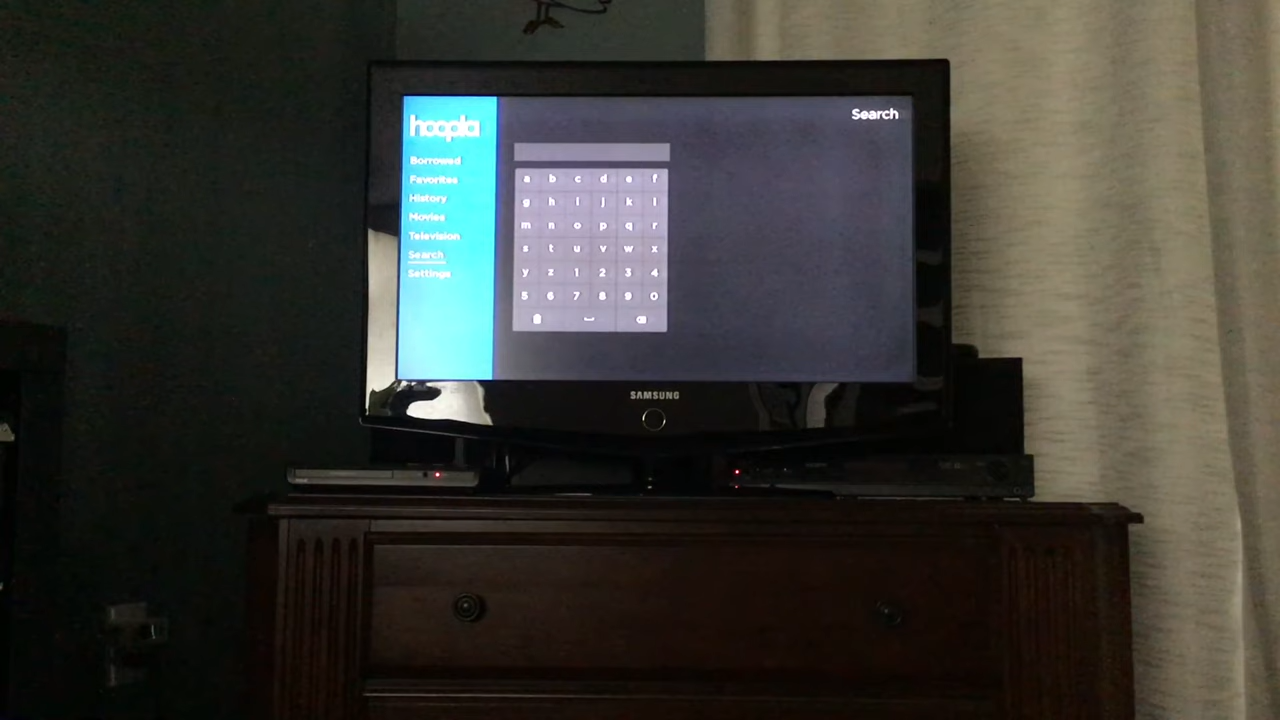 hoopla
Borrowed
Favorites
History
Movies
Television
Search
Settings
Search
a b c d e f
g h i j k l
m n o p q r
s t u v w x
y z 1 2 3 4
5 6 7 8 9 0
SAMSUNG